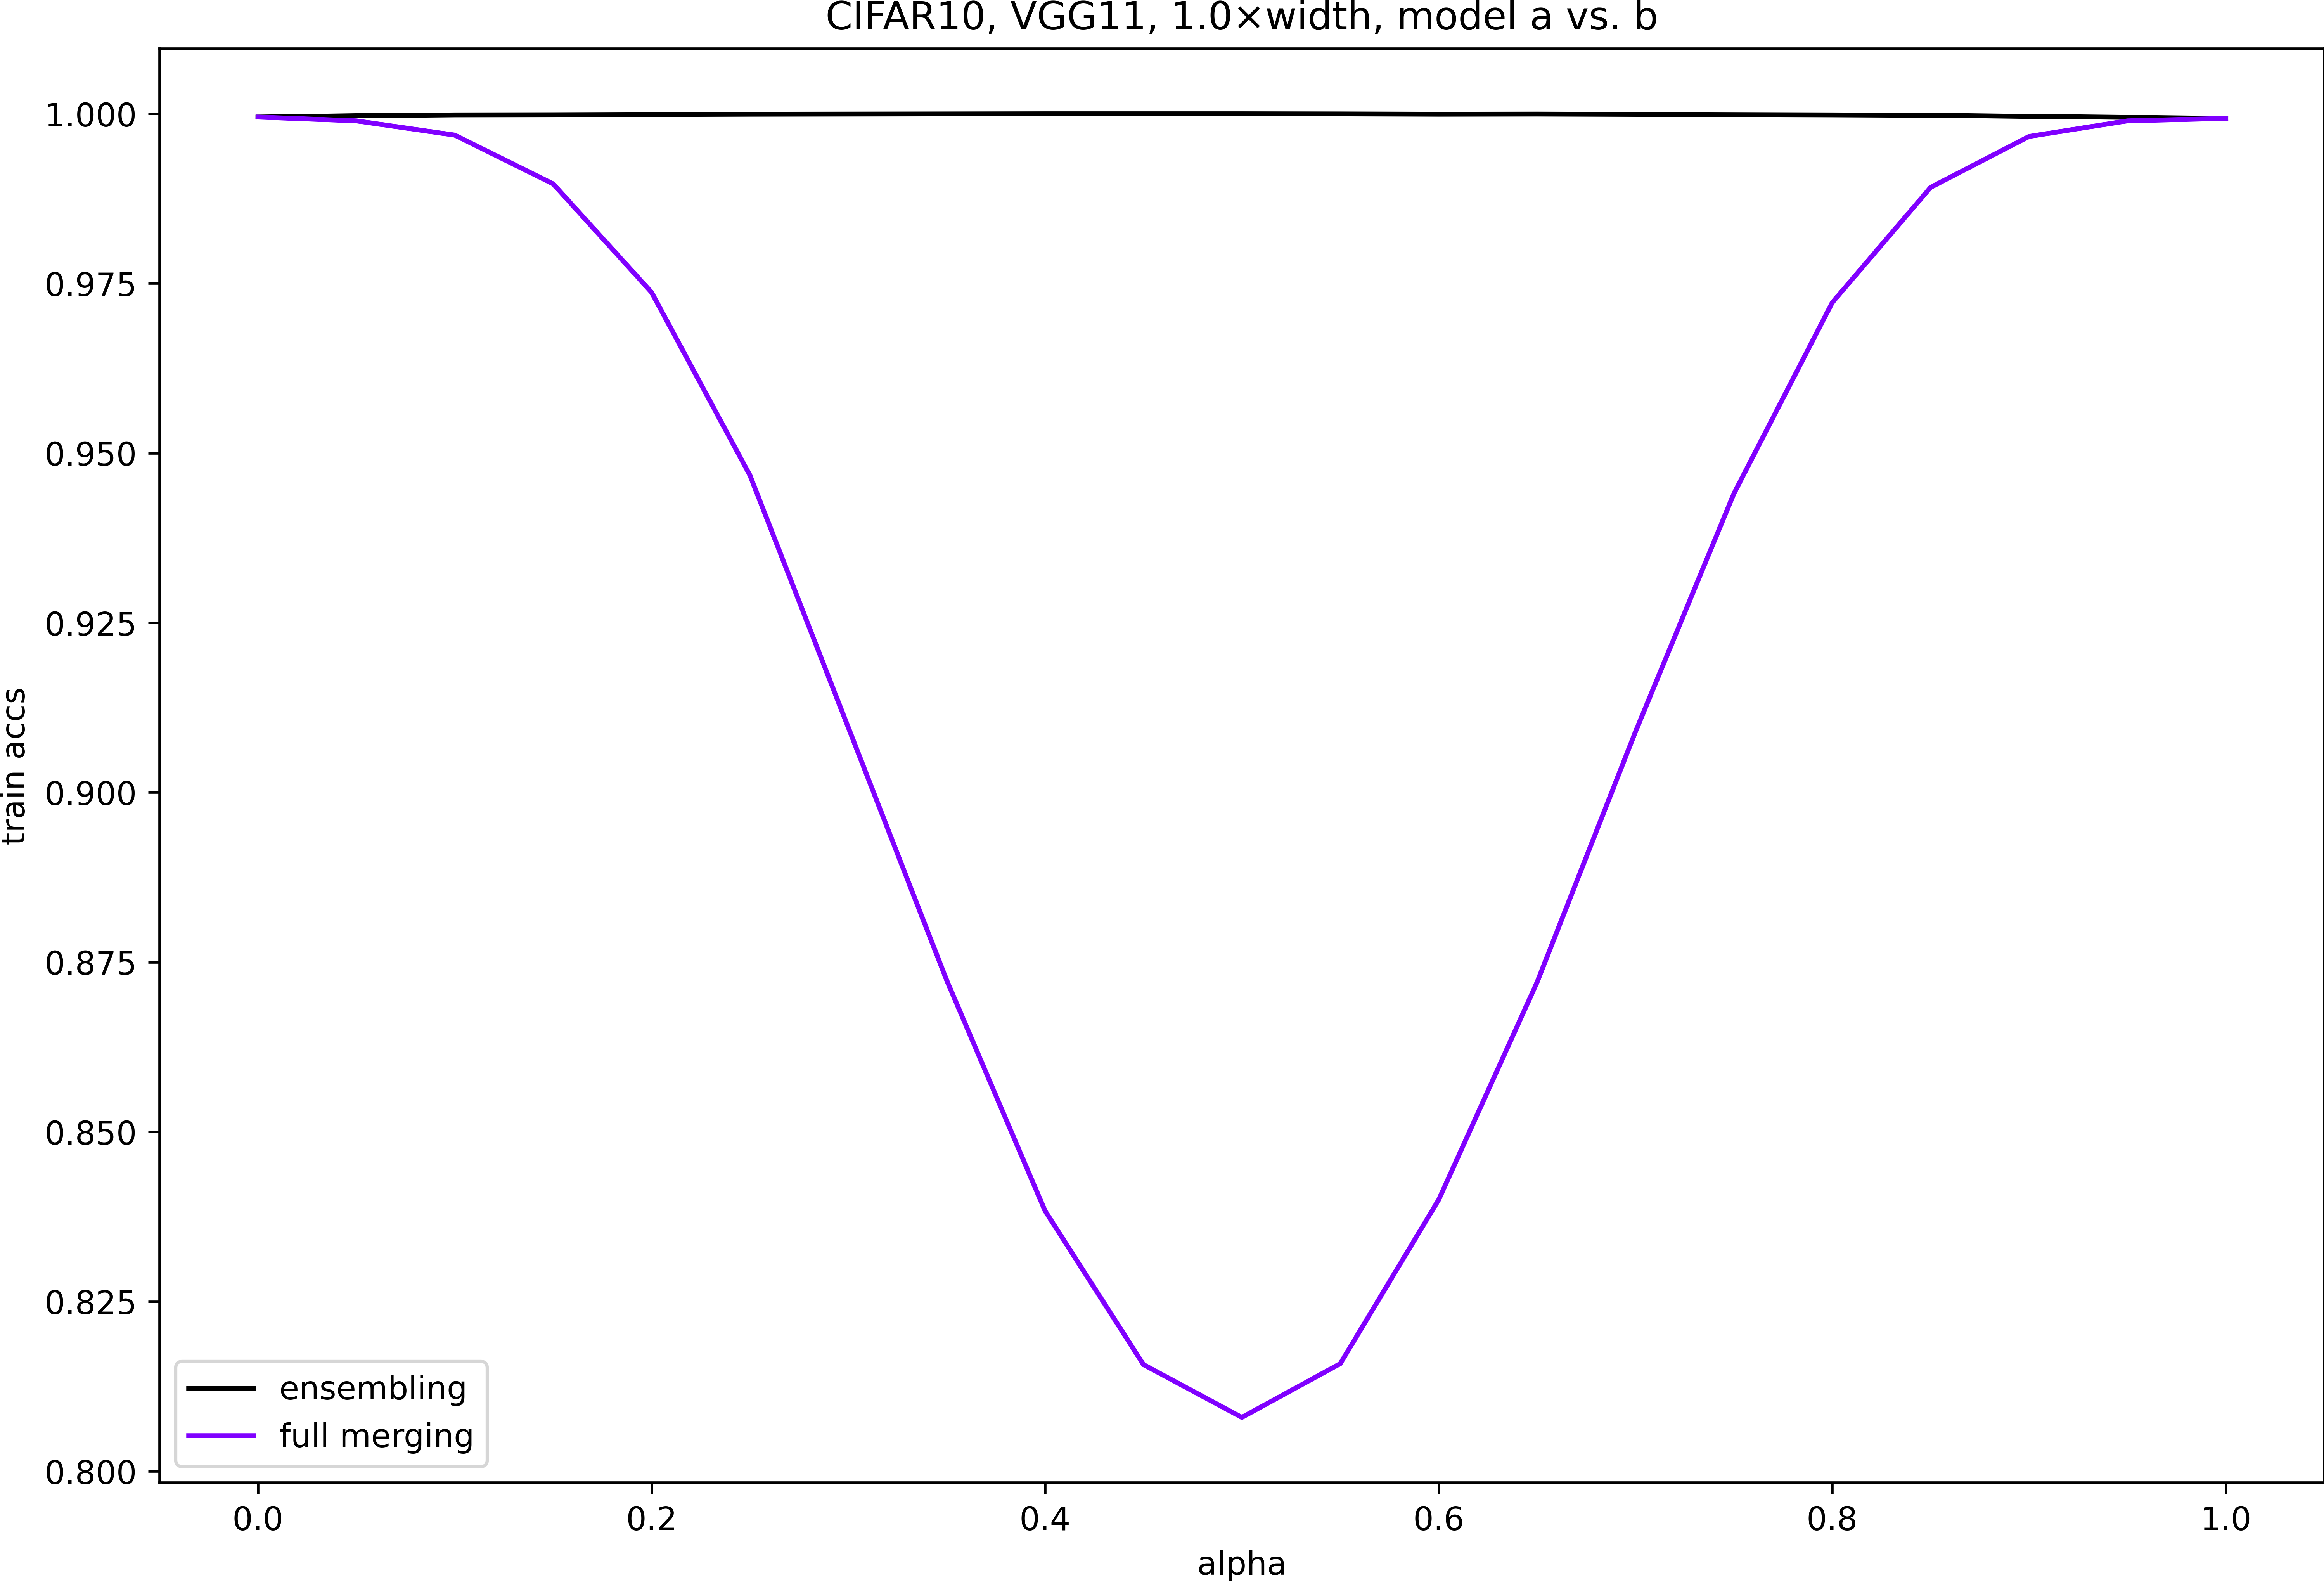 CIFAR10, VGG11, 1.0×width, model a vs. b
1.000
0.975
0.950
0.925
0.900
0.875
0.850
0.825
0.800
train accs
ensembling
full merging
0.0 0.2 0.4 0.6 0.8 1.0
alpha